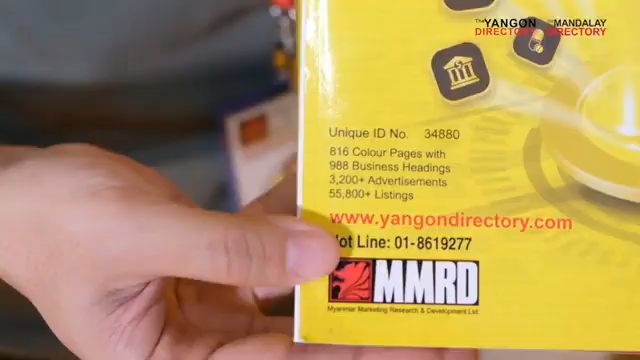 The YANGON DIRECTORY
MANDALAY DIRECTORY
Unique ID No. 34880
816 Colour Pages with
988 Business Headings
3,200+ Advertisements
55,800+ Listings
www.yangondirectory.com
Hot Line: 01-8619277
MMRD
Myanmar Marketing Research & Development Ltd.